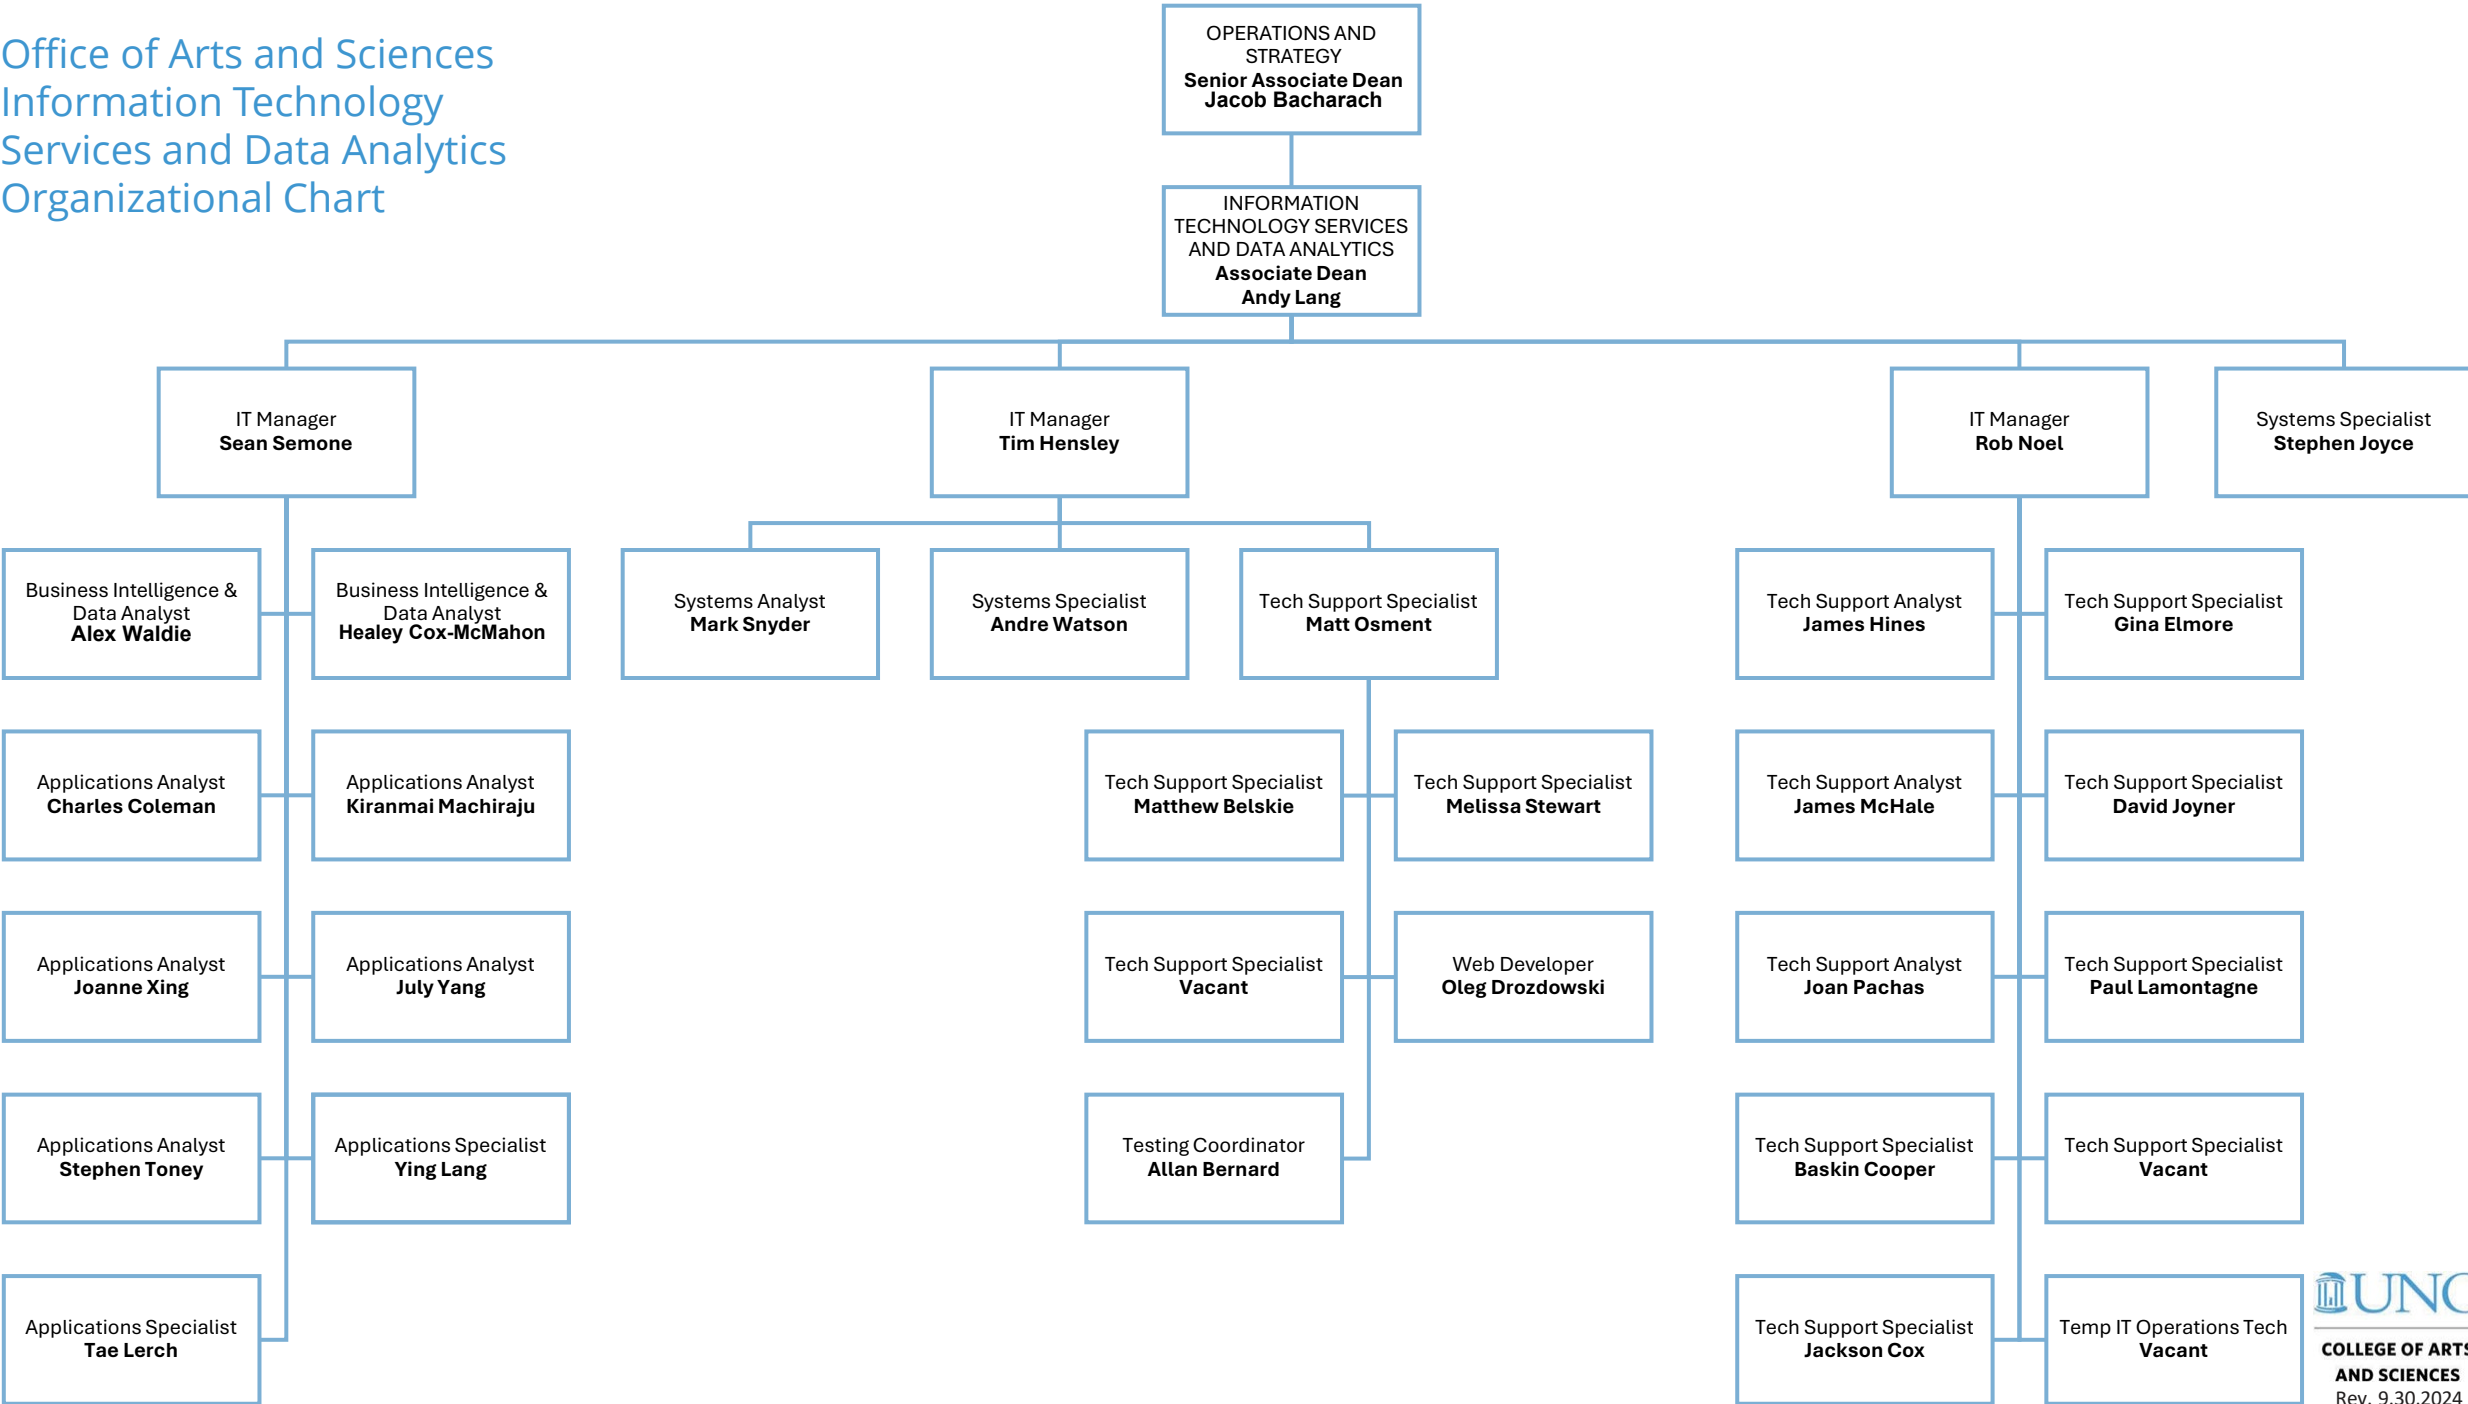 Office of Arts and Sciences
Information Technology
Services and Data Analytics
Organizational Chart
OPERATIONS AND
STRATEGY
Senior Associate Dean
Jacob Bacharach
INFORMATION
TECHNOLOGY SERVICES
AND DATA ANALYTICS
Associate Dean
Andy Lang
IT Manager
Sean Semone
IT Manager
Tim Hensley
IT Manager
Rob Noel
Systems Specialist
Stephen Joyce
Business Intelligence &
Data Analyst
Alex Waldie
Business Intelligence &
Data Analyst
Healey Cox-McMahon
Systems Analyst
Mark Snyder
Systems Specialist
Andre Watson
Tech Support Specialist
Matt Osment
Tech Support Analyst
James Hines
Tech Support Specialist
Gina Elmore
Applications Analyst
Charles Coleman
Applications Analyst
Kiranmai Machiraju
Tech Support Specialist
Matthew Belskie
Tech Support Specialist
Melissa Stewart
Tech Support Analyst
James McHale
Tech Support Specialist
David Joyner
Applications Analyst
Joanne Xing
Applications Analyst
July Yang
Tech Support Specialist
Vacant
Web Developer
Oleg Drozdowski
Tech Support Analyst
Joan Pachas
Tech Support Specialist
Paul Lamontagne
Applications Analyst
Stephen Toney
Applications Specialist
Ying Lang
Testing Coordinator
Allan Bernard
Tech Support Specialist
Baskin Cooper
Tech Support Specialist
Vacant
Applications Specialist
Tae Lerch
Tech Support Specialist
Jackson Cox
Temp IT Operations Tech
Vacant
UNC
COLLEGE OF ARTS
AND SCIENCES
Rev. 9.30.2024